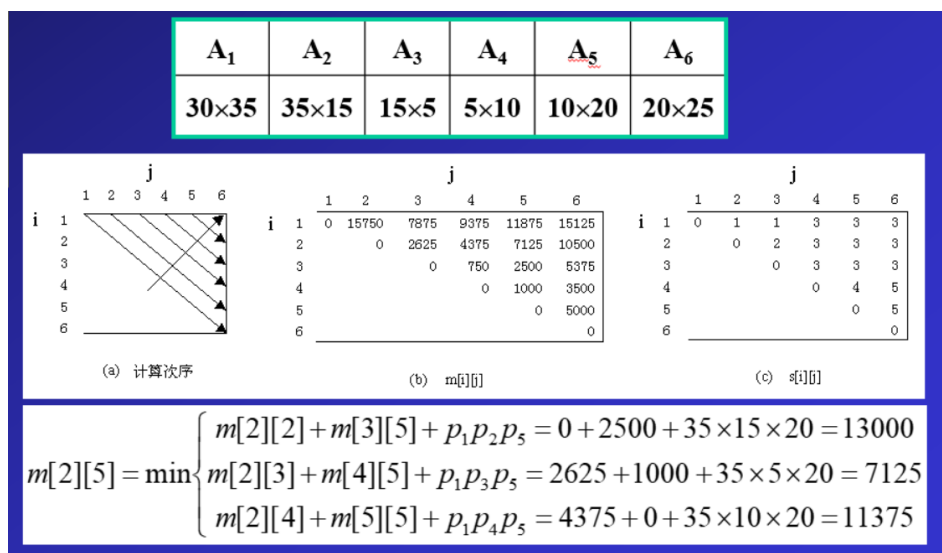 A₁ A₂ A₃ A₄ A₅ A₆
30×35 35×15 15×5 5×10 10×20 20×25
j
1 2 3 4 5 6
i 1
2
3
4
5
6
(a) 计算次序
j
1 2 3 4 5 6
i 1 0 15750 7875 9375 11875 15125
2 0 2625 4375 7125 10500
3 0 750 2500 5375
4 0 1000 3500
5 0 5000
6 0
(b) m[i][j]
j
1 2 3 4 5 6
i 1 0 1 1 3 3 3
2 0 2 3 3 3
3 0 3 3 3
4 0 4 5
5 0 5
6 0
(c) s[i][j]
m[2][2]+m[3][5]+p₁p₂p₅=0+2500+35×15×20=13000
m[2][5]=min{m[2][3]+m[4][5]+p₁p₃p₅=2625+1000+35×5×20=7125
m[2][4]+m[5][5]+p₁p₄p₅=4375+0+35×10×20=11375